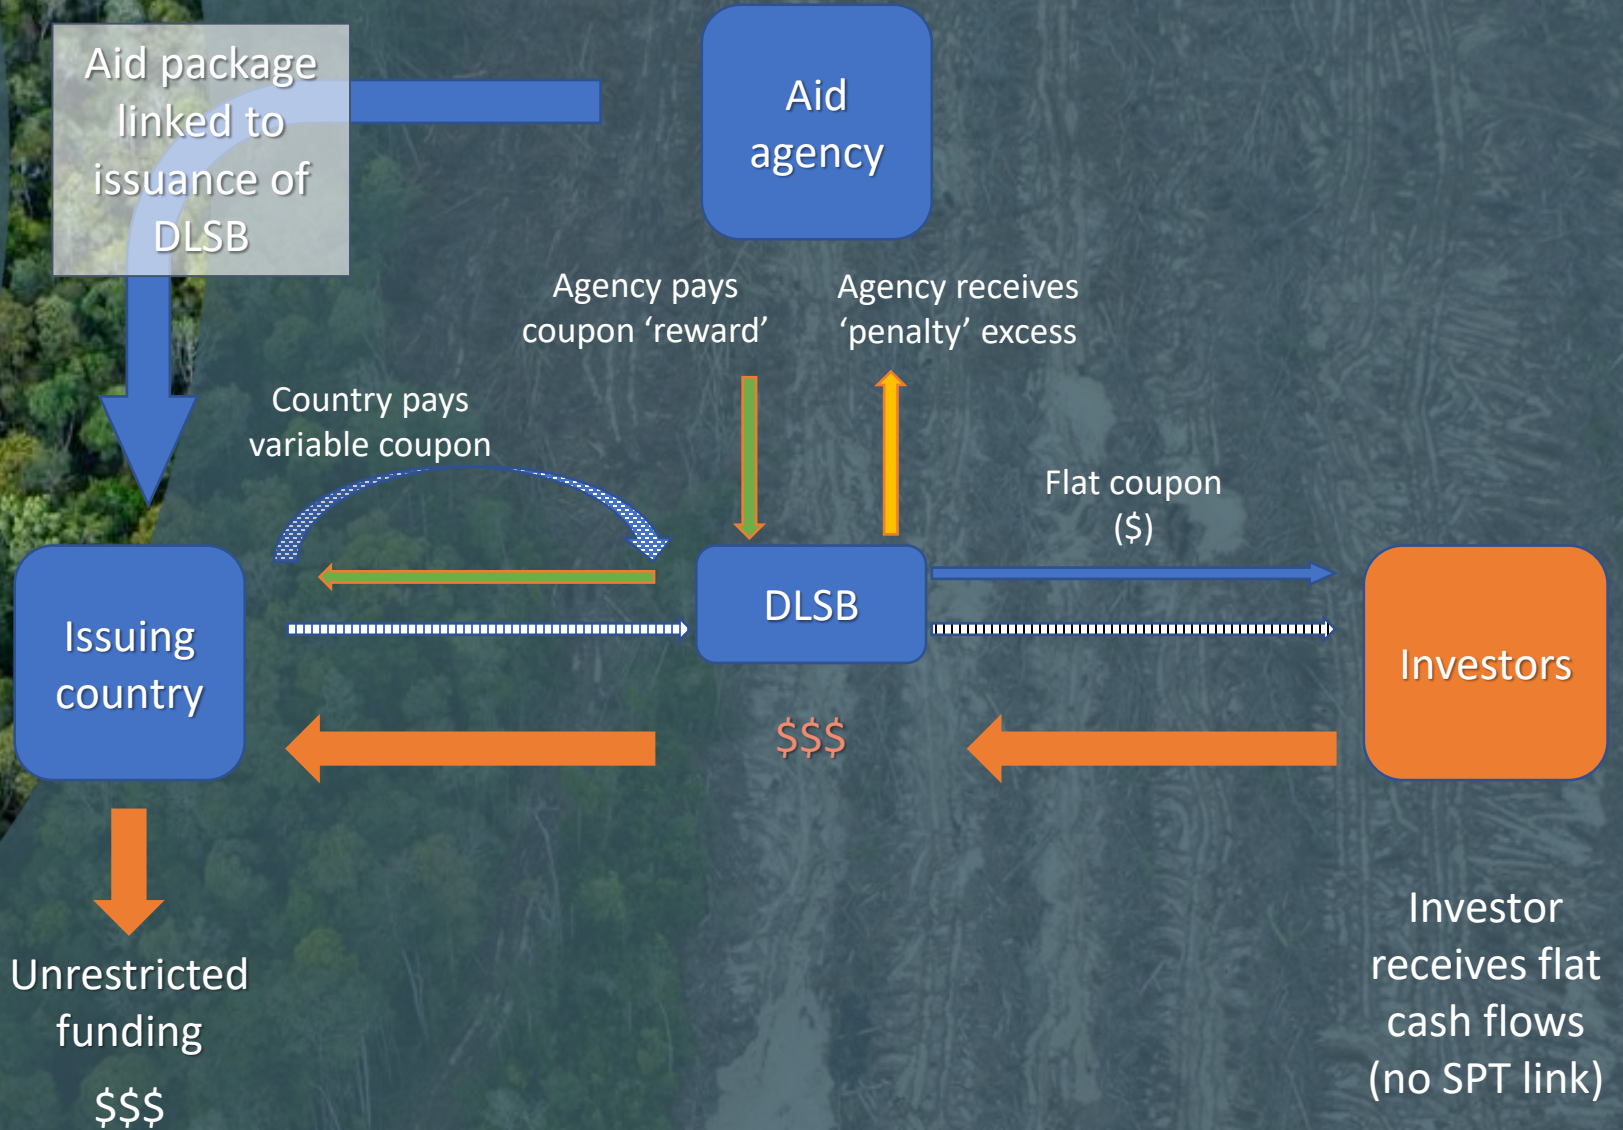 Aid package
linked to
issuance of
DLSB
Aid
agency
Agency pays
coupon ‘reward’
Agency receives
‘penalty’ excess
Country pays
variable coupon
Flat coupon
($)
Issuing
country
DLSB
Investors
$$$
Unrestricted
funding
$$$
Investor
receives flat
cash flows
(no SPT link)